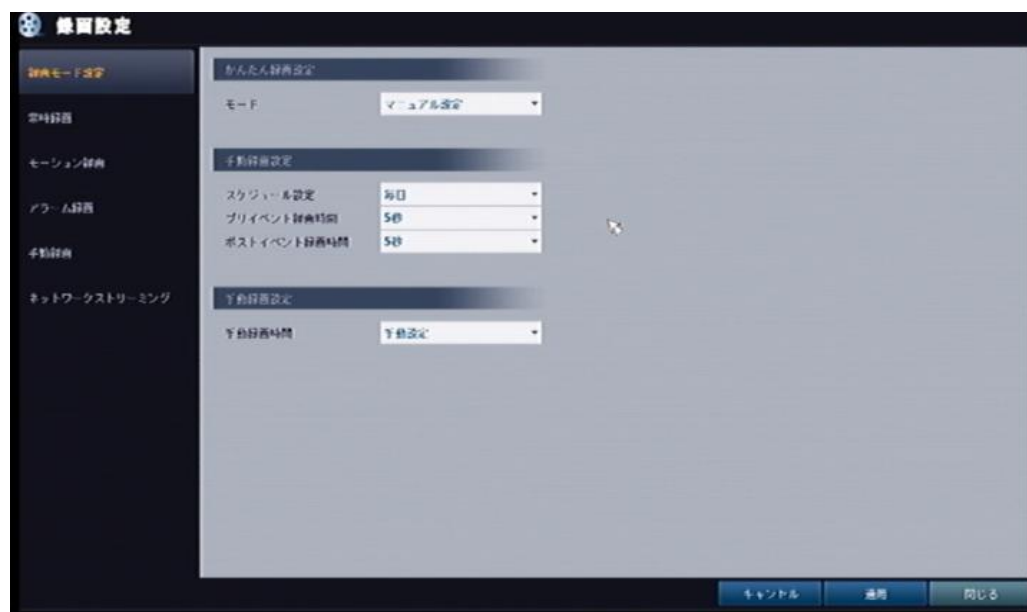 録画設定
録画モード設定
常時録画
モーション録画
アラーム録画
手動録画
ネットワークストリーミング
かんたん録画設定
モード
マニュアル設定
手動録画設定
スケジュール設定
毎日
プリイベント録画時間
5秒
ポストイベント録画時間
5秒
手動録画設定
手動録画時間
手動設定
キャンセル
適用
閉じる